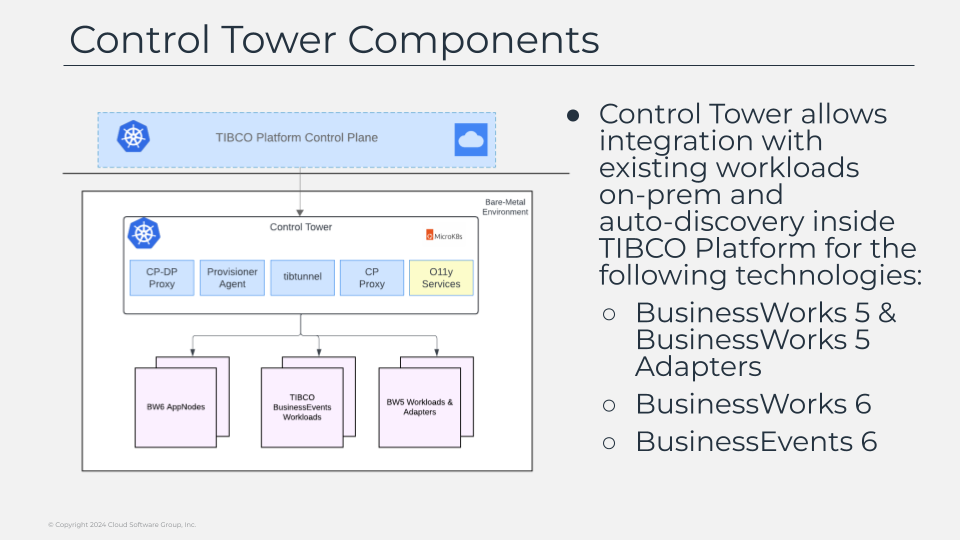 Control Tower Components
TIBCO Platform Control Plane
Bare-Metal
Environment
Control Tower
MicroK8s
CP-DP
Proxy
Provisioner
Agent
tibtunnel
CP
Proxy
O11y
Services
BW6 AppNodes
TIBCO
BusinessEvents
Workloads
BW5 Workloads &
Adapters
● Control Tower allows
integration with
existing workloads
on-prem and
auto-discovery inside
TIBCO Platform for the
following technologies:
○ BusinessWorks 5 &
BusinessWorks 5
Adapters
○ BusinessWorks 6
○ BusinessEvents 6
© Copyright 2024 Cloud Software Group, Inc.